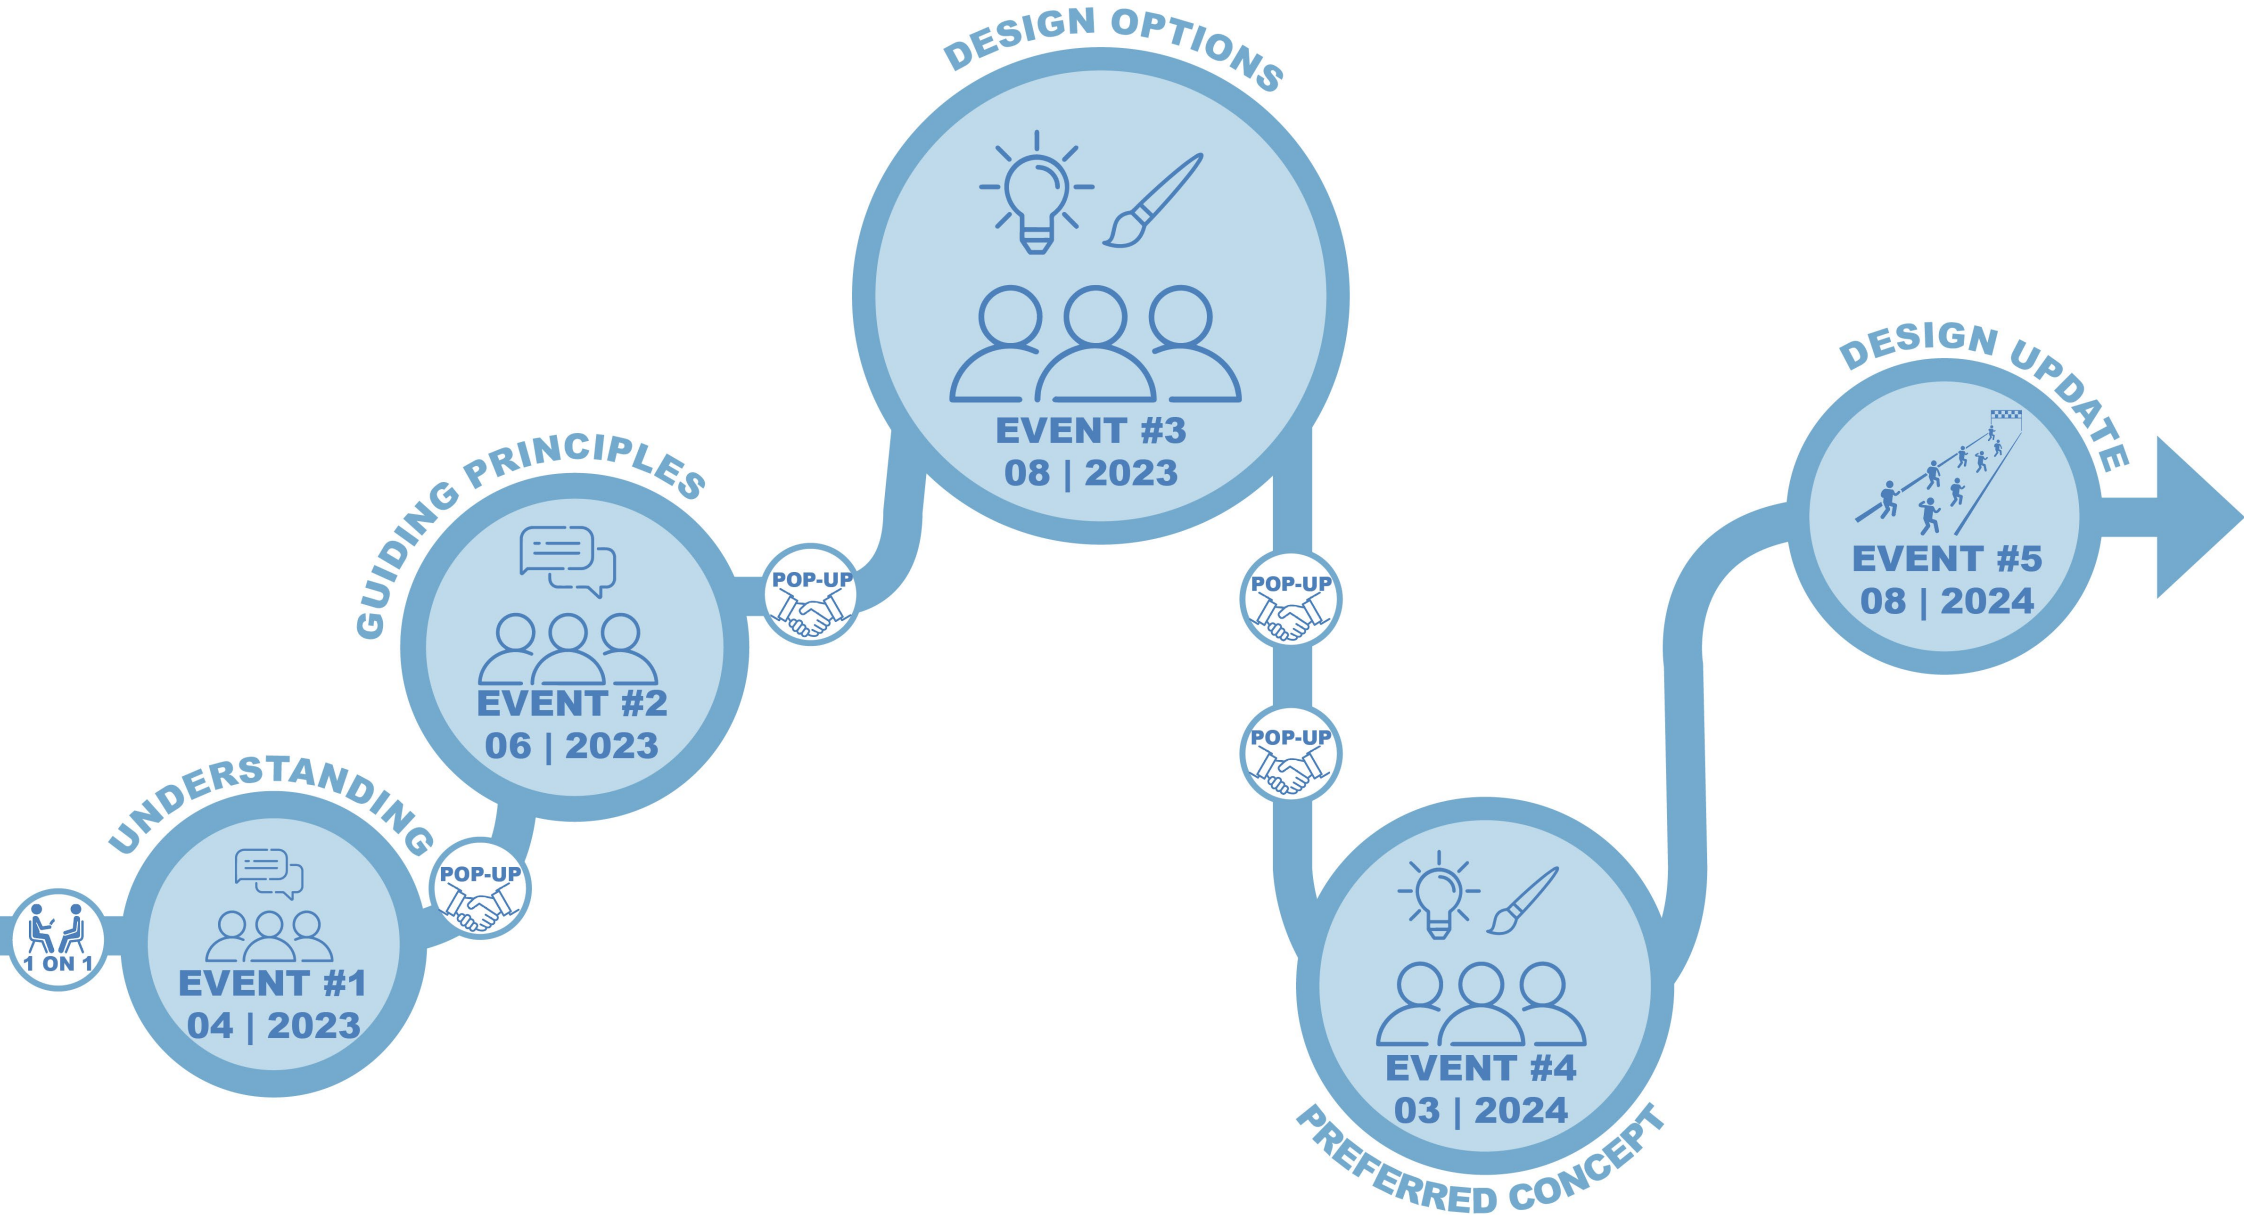 1 ON 1
UNDERSTANDING
EVENT #1
04 | 2023
POP-UP
GUIDING PRINCIPLES
EVENT #2
06 | 2023
POP-UP
DESIGN OPTIONS
EVENT #3
08 | 2023
POP-UP
POP-UP
EVENT #4
03 | 2024
PREFERRED CONCEPT
DESIGN UPDATE
EVENT #5
08 | 2024